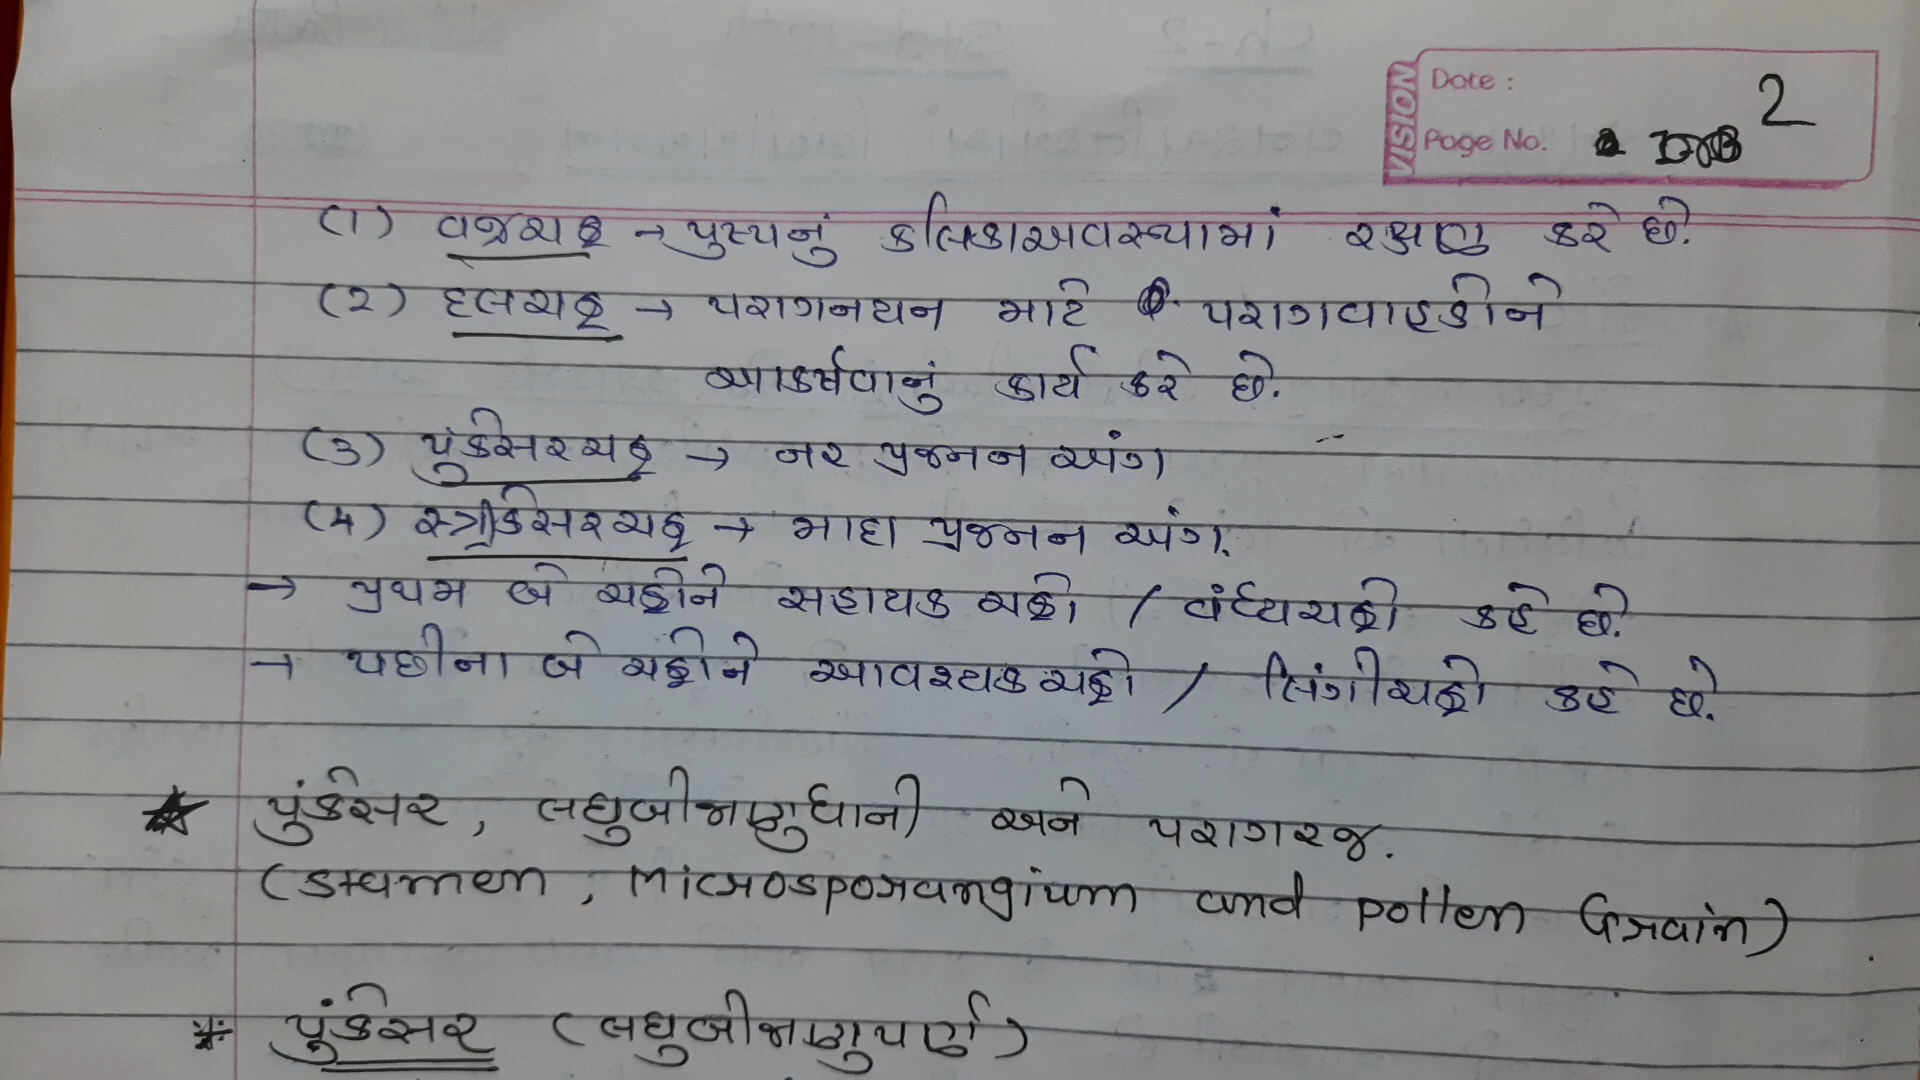 VISION
Date :
2
Page No.
(1) વજ્રચક્ર → પુષ્પનું કલિકાઅવસ્થામાં રક્ષણ કરે છે.
(2) દલચક્ર → પરાગનયન માટે પરાગવાહકોને
આકર્ષવાનું કાર્ય કરે છે.
(3) પુંકેસરચક્ર → નર પ્રજનન અંગ
(4) સ્ત્રીકેસરચક્ર → માદા પ્રજનન અંગ.
→ પ્રથમ બે ચક્રોને સહાયક ચક્રો / વંધ્યચક્રો કહે છે.
→ પછીના બે ચક્રોને આવશ્યક ચક્રો / લિંગીચક્રો કહે છે.
★ પુંકેસર, લઘુબીજાણુધાની અને પરાગરજ.
(Stamen, Microsporangium and pollen Grain)
* પુંકેસર (લઘુબીજાણુપર્ણ)